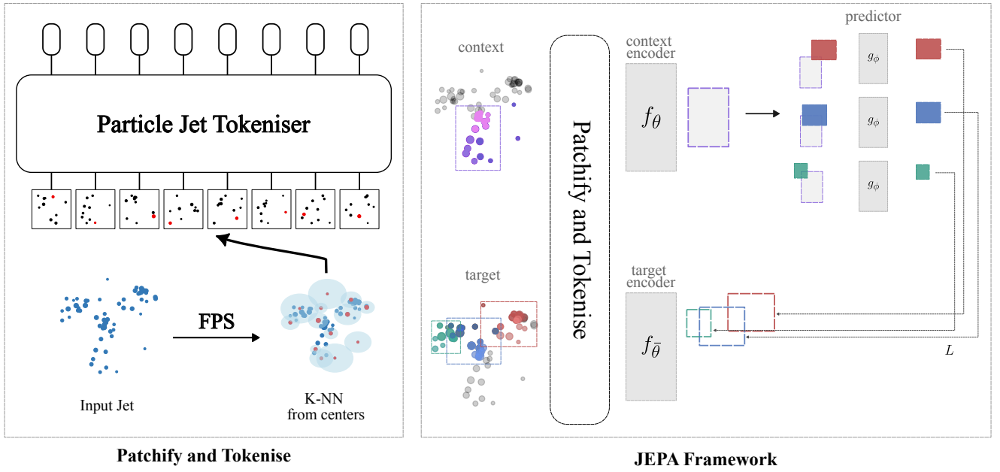 Particle Jet Tokeniser
FPS
Input Jet
K-NN
from centers
Patchify and Tokenise
context
target
Patchify and Tokenise
context
encoder
f_θ
target
encoder
f_θ̄
predictor
g_ϕ
g_ϕ
g_ϕ
L
JEPA Framework